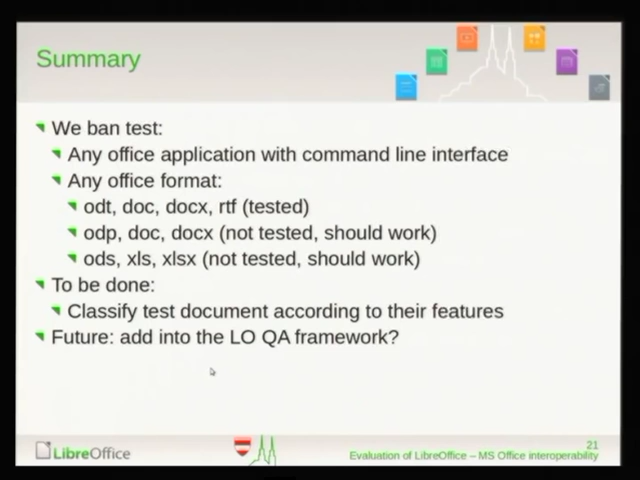 Summary
We ban test:
Any office application with command line interface
Any office format:
odt, doc, docx, rtf (tested)
odp, doc, docx (not tested, should work)
ods, xls, xlsx (not tested, should work)
To be done:
Classify test document according to their features
Future: add into the LO QA framework?
LibreOffice
21
Evaluation of LibreOffice – MS Office interoperability